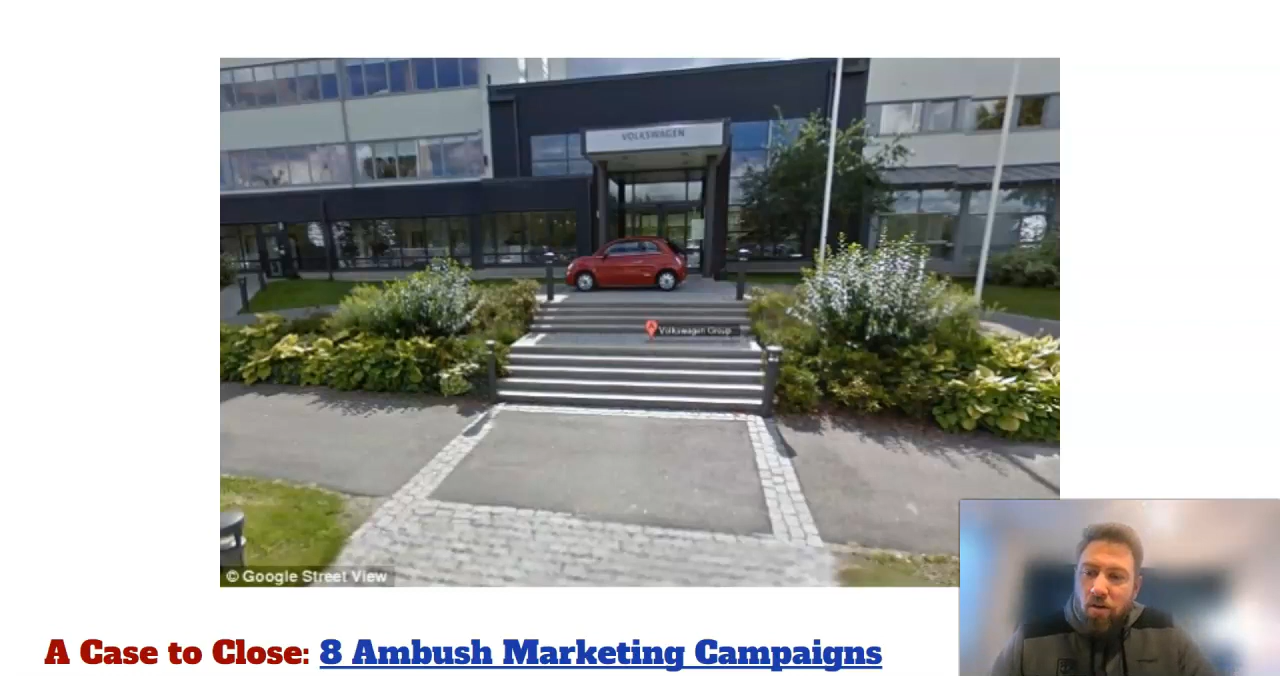 VOLKSWAGEN
Volkswagen Group
© Google Street View
A Case to Close: 8 Ambush Marketing Campaigns